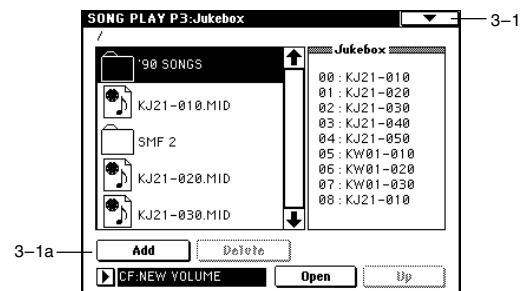 SONG PLAY P3:Jukebox
3-1
/
'90 SONGS
KJ21-010.MID
SMF 2
KJ21-020.MID
KJ21-030.MID
Jukebox
00:KJ21-010
01:KJ21-020
02:KJ21-030
03:KJ21-040
04:KJ21-050
05:KW01-010
06:KW01-020
07:KW01-030
08:KJ21-010
3-1a
Add
Delete
CF:NEW VOLUME
Open
Up